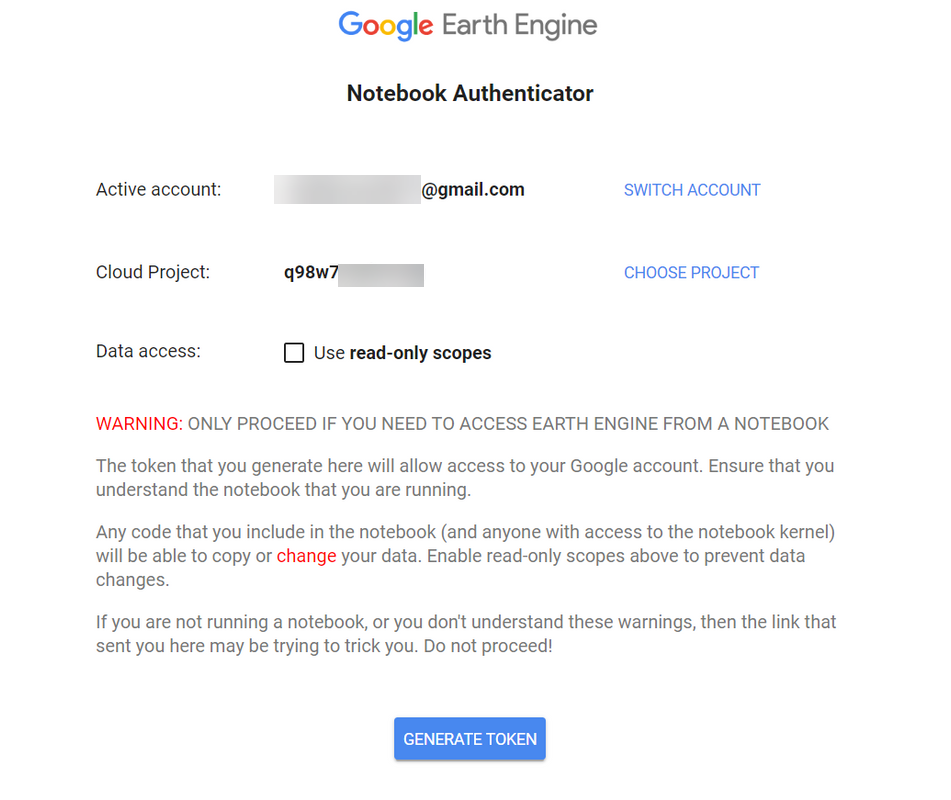 Google Earth Engine
Notebook Authenticator
Active account: @gmail.com SWITCH ACCOUNT
Cloud Project: q98w7 CHOOSE PROJECT
Data access: Use read-only scopes
WARNING: ONLY PROCEED IF YOU NEED TO ACCESS EARTH ENGINE FROM A NOTEBOOK
The token that you generate here will allow access to your Google account. Ensure that you
understand the notebook that you are running.
Any code that you include in the notebook (and anyone with access to the notebook kernel)
will be able to copy or change your data. Enable read-only scopes above to prevent data
changes.
If you are not running a notebook, or you don't understand these warnings, then the link that
sent you here may be trying to trick you. Do not proceed!
GENERATE TOKEN